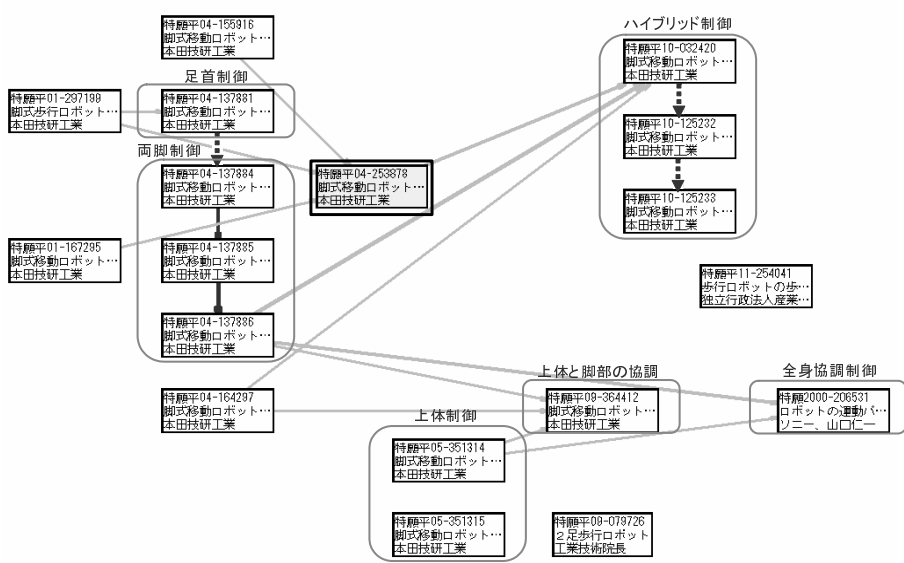 特願平04-155916
脚式移動ロボット…
本田技研工業
ハイブリッド制御
特願平10-032420
脚式移動ロボット…
本田技研工業
足首制御
特願平01-297199
脚式歩行ロボット…
本田技研工業
特願平04-137881
脚式移動ロボット…
本田技研工業
特願平10-125232
脚式移動ロボット…
本田技研工業
両脚制御
特願平04-137884
脚式移動ロボット…
本田技研工業
特願平04-253878
脚式移動ロボット…
本田技研工業
特願平10-125233
脚式移動ロボット…
本田技研工業
特願平01-167295
脚式移動ロボット…
本田技研工業
特願平04-137885
脚式移動ロボット…
本田技研工業
特願平11-254041
歩行ロボットの歩…
独立行政法人産業…
特願平04-137886
脚式移動ロボット…
本田技研工業
上体と脚部の協調
全身協調制御
特願平04-164297
脚式移動ロボット…
本田技研工業
特願平09-364412
脚式移動ロボット…
本田技研工業
特願2000-206531
ロボットの運動パ…
ソニー、山口仁一
上体制御
特願平05-351314
脚式移動ロボット…
本田技研工業
特願平05-351315
脚式移動ロボット…
本田技研工業
特願平09-079726
２足歩行ロボット
工業技術院長